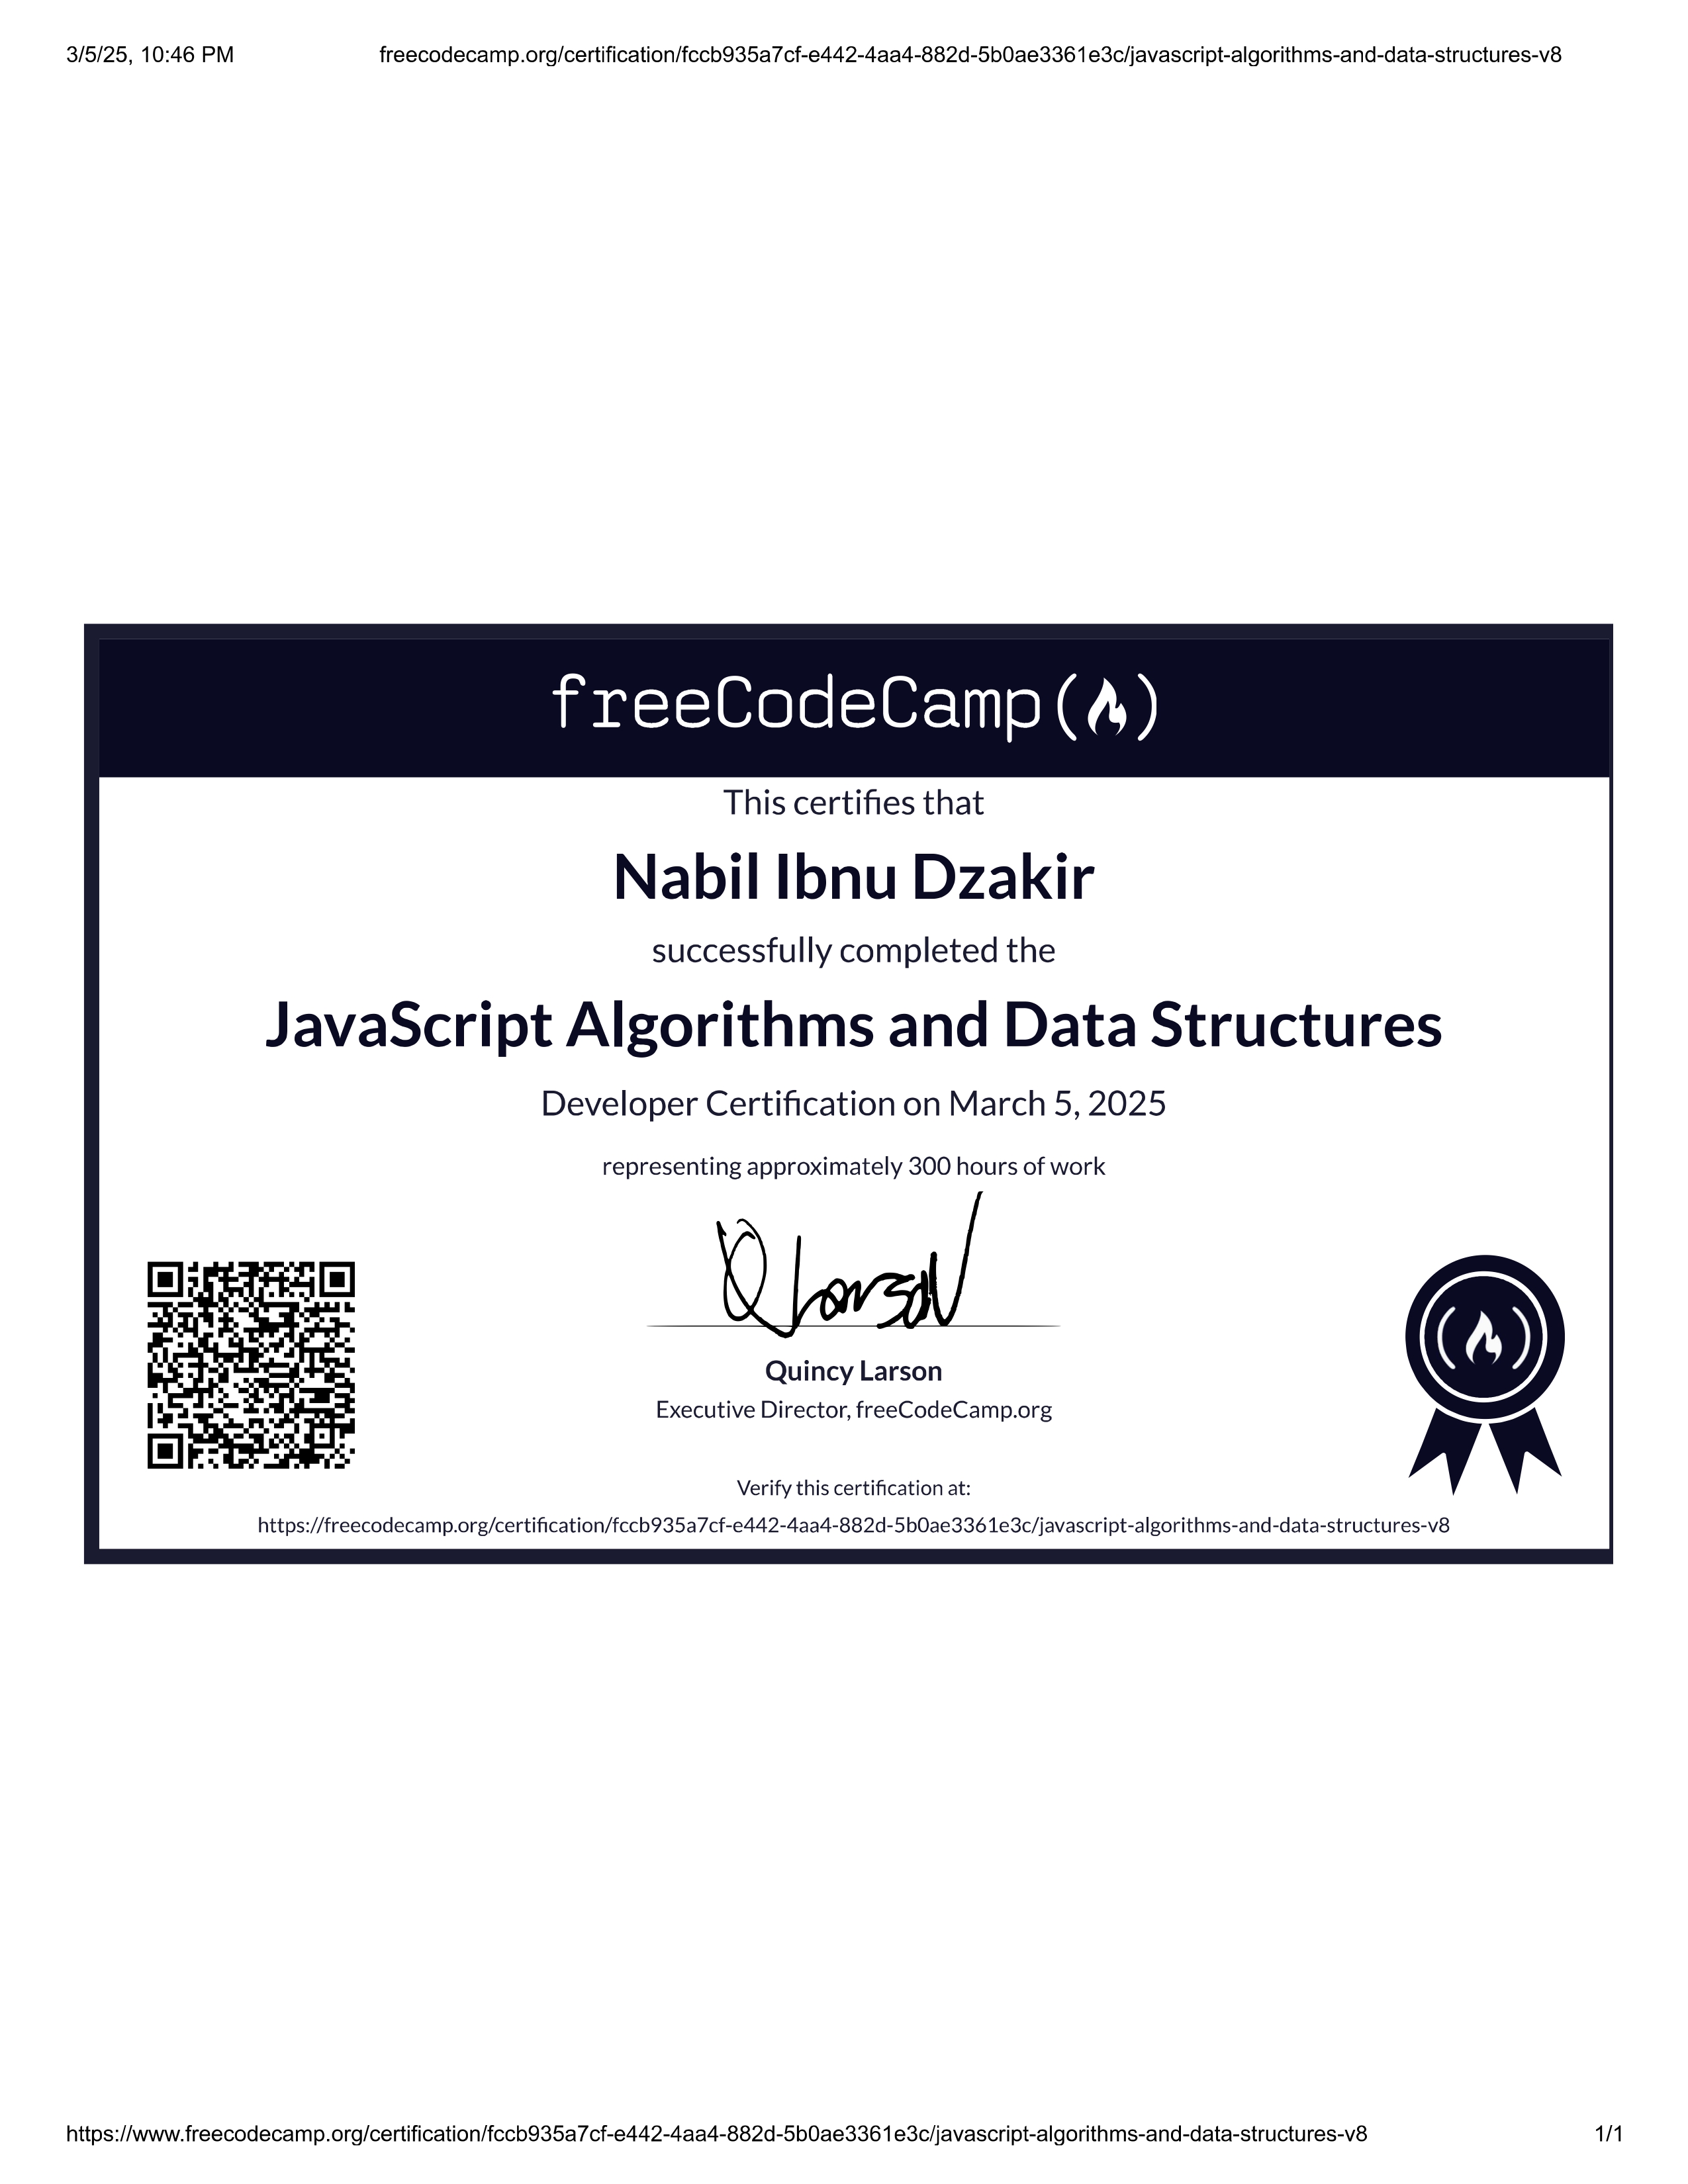 3/5/25, 10:46 PM freecodecamp.org/certification/fccb935a7cf-e442-4aa4-882d-5b0ae3361e3c/javascript-algorithms-and-data-structures-v8
freeCodeCamp
This certifies that
Nabil Ibnu Dzakir
successfully completed the
JavaScript Algorithms and Data Structures
Developer Certification on March 5, 2025
representing approximately 300 hours of work
Q Larson
Quincy Larson
Executive Director, freeCodeCamp.org
Verify this certification at:
https://freecodecamp.org/certification/fccb935a7cf-e442-4aa4-882d-5b0ae3361e3c/javascript-algorithms-and-data-structures-v8
https://www.freecodecamp.org/certification/fccb935a7cf-e442-4aa4-882d-5b0ae3361e3c/javascript-algorithms-and-data-structures-v8 1/1